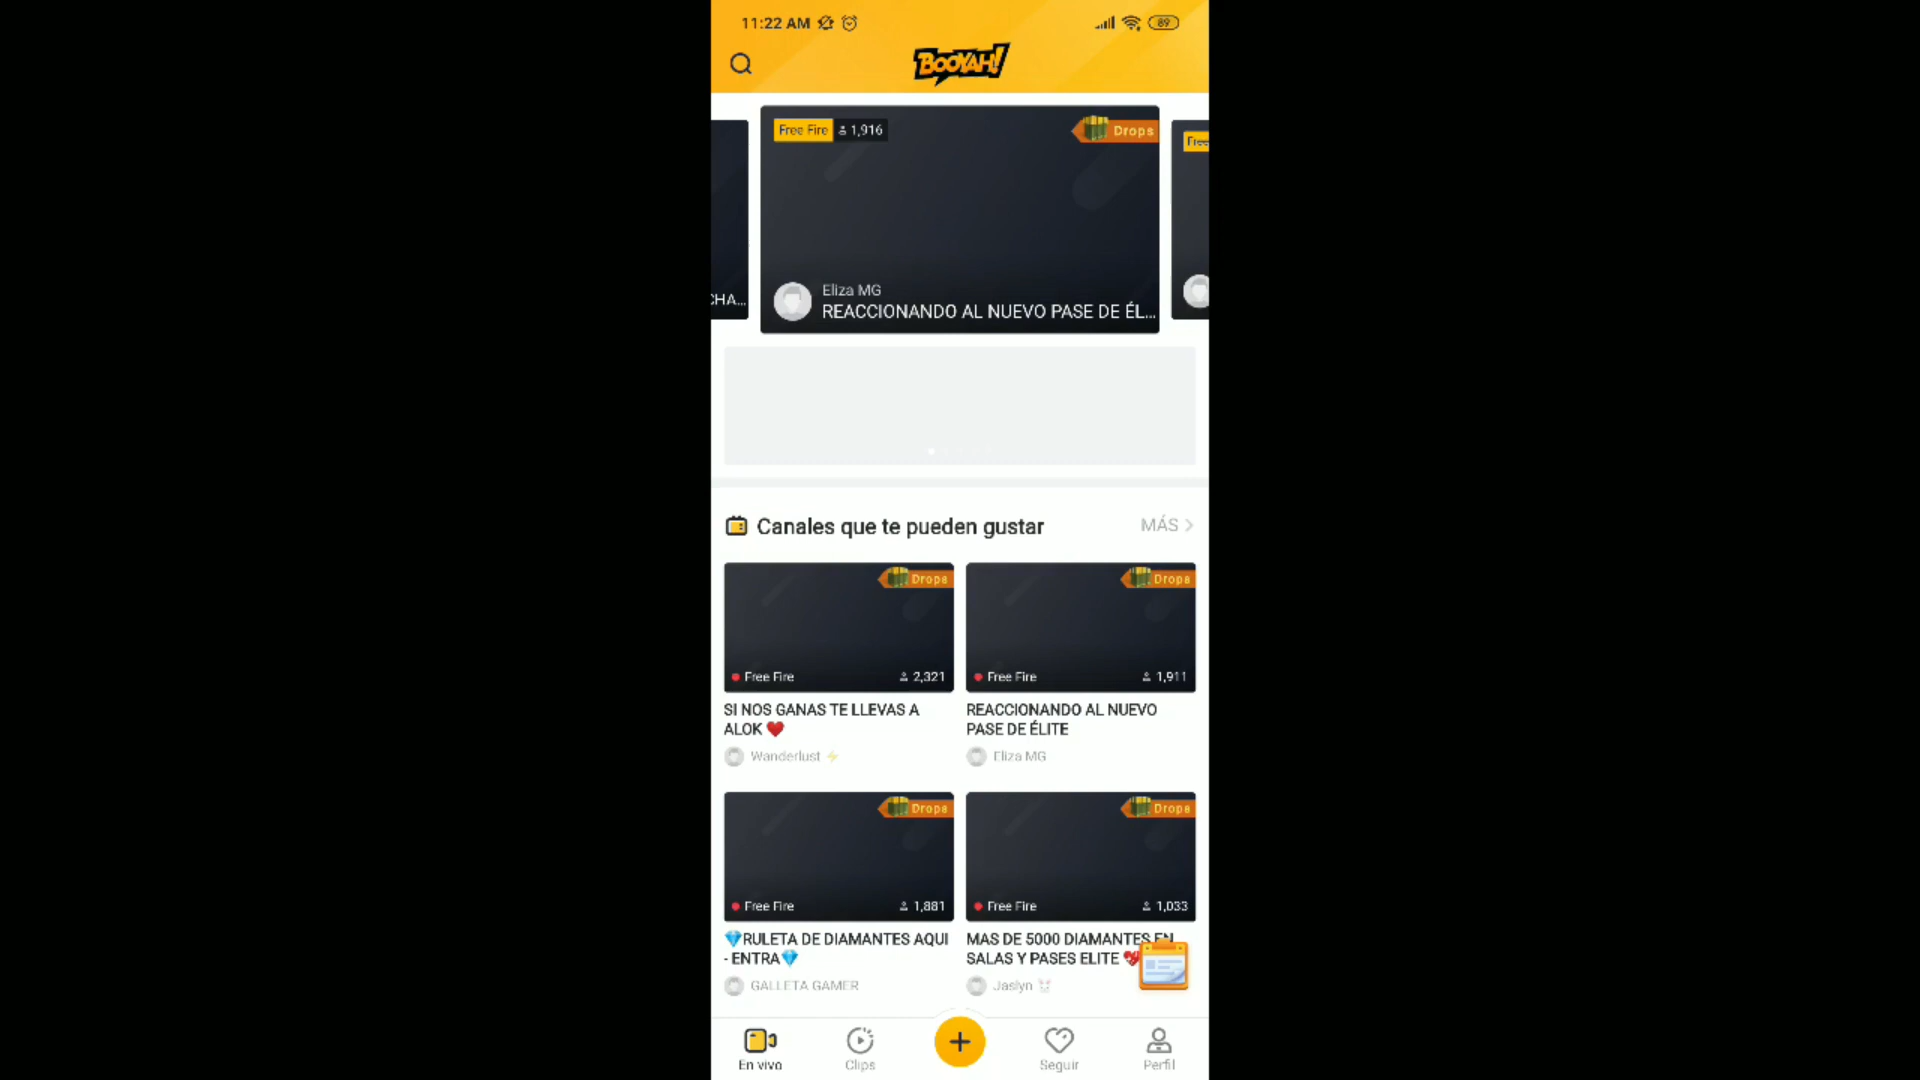 11:22 AM
89
BOOYAH!
Free Fire 1,916
Drops
CHA...
Eliza MG
REACCIONANDO AL NUEVO PASE DE ÉL...
Canales que te pueden gustar
MÁS
Drops
Free Fire 2,321
SI NOS GANAS TE LLEVAS A
ALOK ❤️
Wanderlust ⚡
Drops
Free Fire 1,911
REACCIONANDO AL NUEVO
PASE DE ÉLITE
Eliza MG
Drops
Free Fire 1,881
💎RULETA DE DIAMANTES AQUI
- ENTRA💎
GALLETA GAMER
Drops
Free Fire 1,033
MAS DE 5000 DIAMANTES EN
SALAS Y PASES ELITE 💖
Jaslyn 🐰
En vivo
Clips
Seguir
Perfil